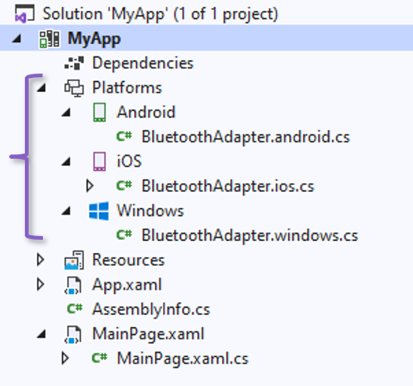 Solution 'MyApp' (1 of 1 project)
MyApp
Dependencies
Platforms
Android
C# BluetoothAdapter.android.cs
iOS
C# BluetoothAdapter.ios.cs
Windows
C# BluetoothAdapter.windows.cs
Resources
App.xaml
C# AssemblyInfo.cs
MainPage.xaml
C# MainPage.xaml.cs